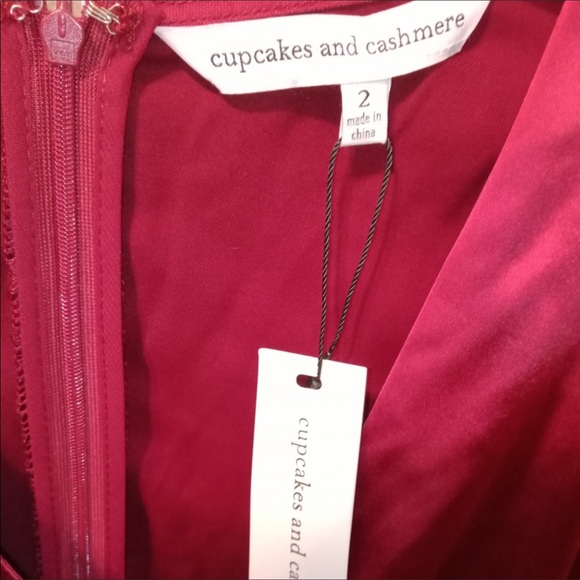 cupcakes and cashmere
2
made in
china
cupcakes and ca